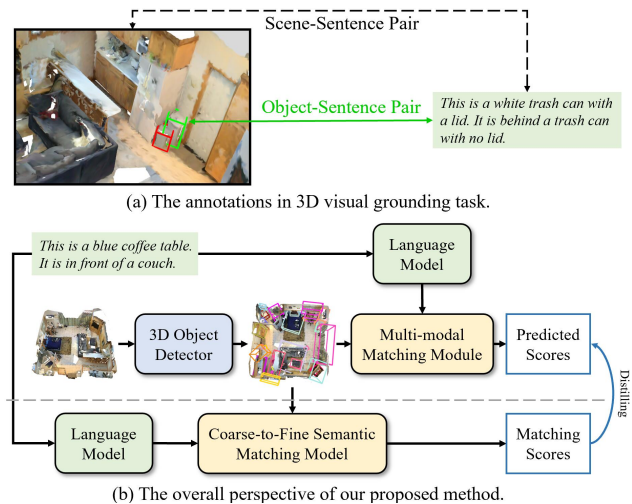 Scene-Sentence Pair
Object-Sentence Pair
This is a white trash can with
a lid. It is behind a trash can
with no lid.
(a) The annotations in 3D visual grounding task.
This is a blue coffee table.
It is in front of a couch.
Language
Model
3D Object
Detector
Multi-modal
Matching Module
Predicted
Scores
Distilling
Language
Model
Coarse-to-Fine Semantic
Matching Model
Matching
Scores
(b) The overall perspective of our proposed method.